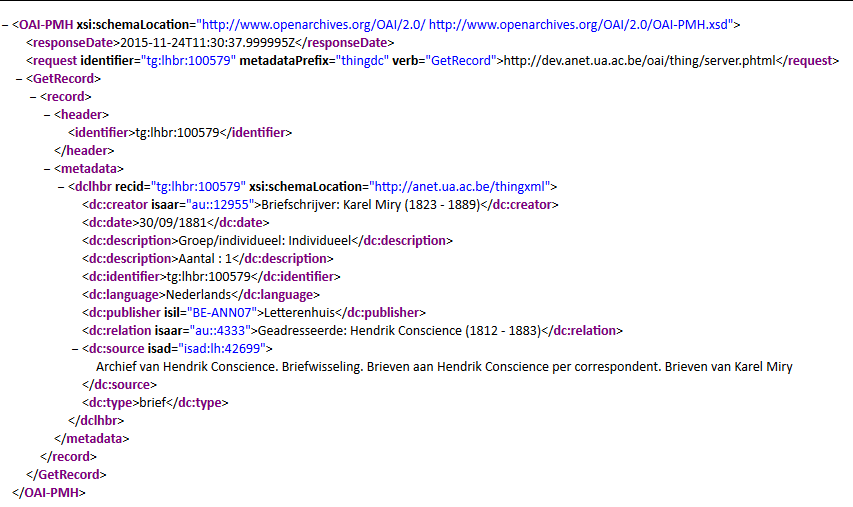 − <OAI-PMH xsi:schemaLocation="http://www.openarchives.org/OAI/2.0/ http://www.openarchives.org/OAI/2.0/OAI-PMH.xsd">
<responseDate>2015-11-24T11:30:37.999995Z</responseDate>
<request identifier="tg:lhbr:100579" metadataPrefix="thingdc" verb="GetRecord">http://dev.anet.ua.ac.be/oai/thing/server.phtml</request>
− <GetRecord>
− <record>
− <header>
<identifier>tg:lhbr:100579</identifier>
</header>
− <metadata>
− <dclhbr recid="tg:lhbr:100579" xsi:schemaLocation="http://anet.ua.ac.be/thingxml">
<dc:creator isaar="au::12955">Briefschrijver: Karel Miry (1823 - 1889)</dc:creator>
<dc:date>30/09/1881</dc:date>
<dc:description>Groep/individueel: Individueel</dc:description>
<dc:description>Aantal : 1</dc:description>
<dc:identifier>tg:lhbr:100579</dc:identifier>
<dc:language>Nederlands</dc:language>
<dc:publisher isil="BE-ANN07">Letterenhuis</dc:publisher>
<dc:relation isaar="au::4333">Geadresseerde: Hendrik Conscience (1812 - 1883)</dc:relation>
− <dc:source isad="isad:lh:42699">
Archief van Hendrik Conscience. Briefwisseling. Brieven aan Hendrik Conscience per correspondent. Brieven van Karel Miry
</dc:source>
<dc:type>brief</dc:type>
</dclhbr>
</metadata>
</record>
</GetRecord>
</OAI-PMH>